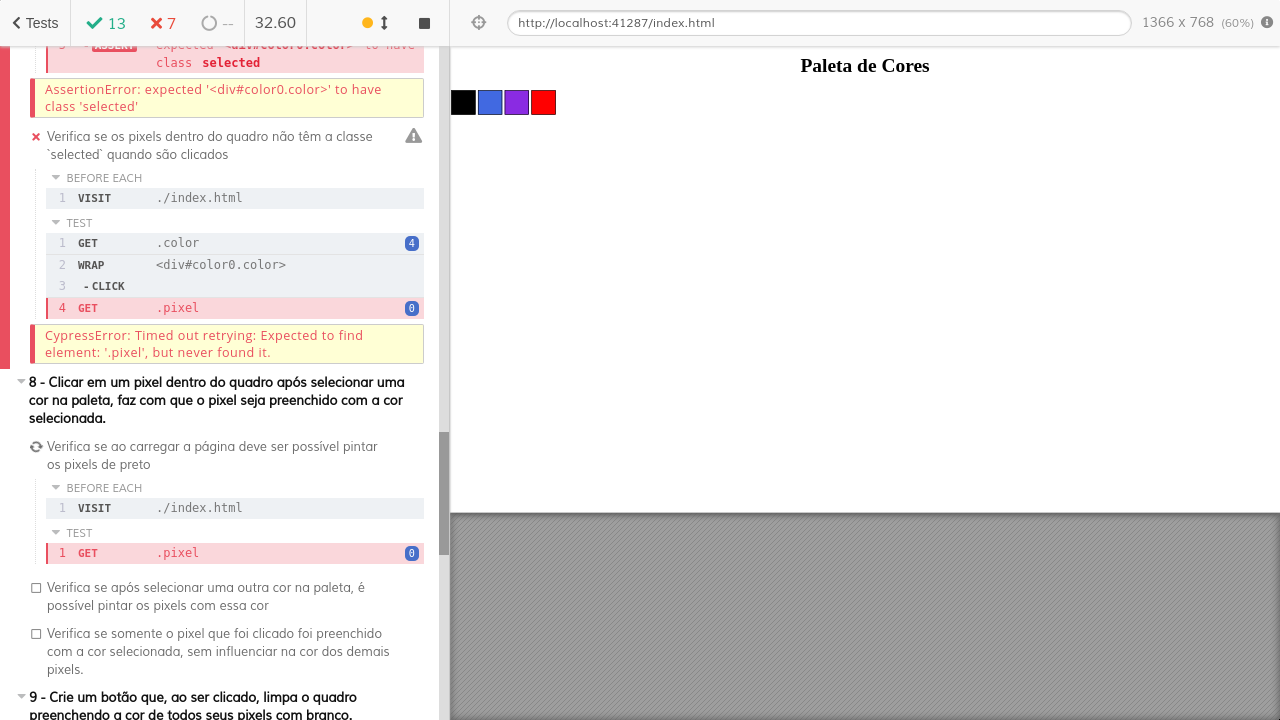 Tests 13 7 -- 32.60 http://localhost:41287/index.html 1366 x 768 (60%)
3 - ASSERT expected <div#color0.color> to have
class selected
AssertionError: expected '<div#color0.color>' to have
class 'selected'
Verifica se os pixels dentro do quadro não têm a classe
`selected` quando são clicados
BEFORE EACH
1 VISIT ./index.html
TEST
1 GET .color 4
2 WRAP <div#color0.color>
3 - CLICK
4 GET .pixel 0
CypressError: Timed out retrying: Expected to find
element: '.pixel', but never found it.
8 - Clicar em um pixel dentro do quadro após selecionar uma
cor na paleta, faz com que o pixel seja preenchido com a cor
selecionada.
Verifica se ao carregar a página deve ser possível pintar
os pixels de preto
BEFORE EACH
1 VISIT ./index.html
TEST
1 GET .pixel 0
Verifica se após selecionar uma outra cor na paleta, é
possível pintar os pixels com essa cor
Verifica se somente o pixel que foi clicado foi preenchido
com a cor selecionada, sem influenciar na cor dos demais
pixels.
9 - Crie um botão que, ao ser clicado, limpa o quadro
preenchendo a cor de todos seus pixels com branco.
Paleta de Cores